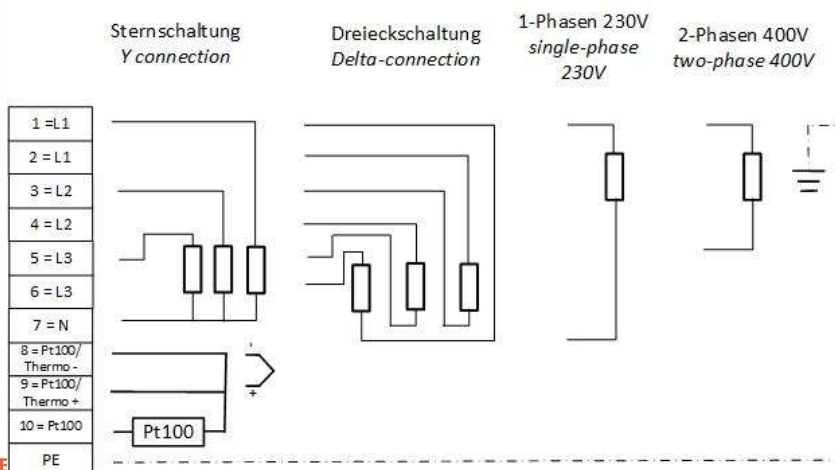 Sternschaltung
Y connection
Dreieckschaltung
Delta-connection
1-Phasen 230V
single-phase
230V
2-Phasen 400V
two-phase 400V
1 =L1
2 = L1
3 = L2
4 = L2
5 = L3
6 = L3
7 = N
8 = Pt100/
Thermo -
9 = Pt100/
Thermo +
10 = Pt100
PE
-
+
Pt100